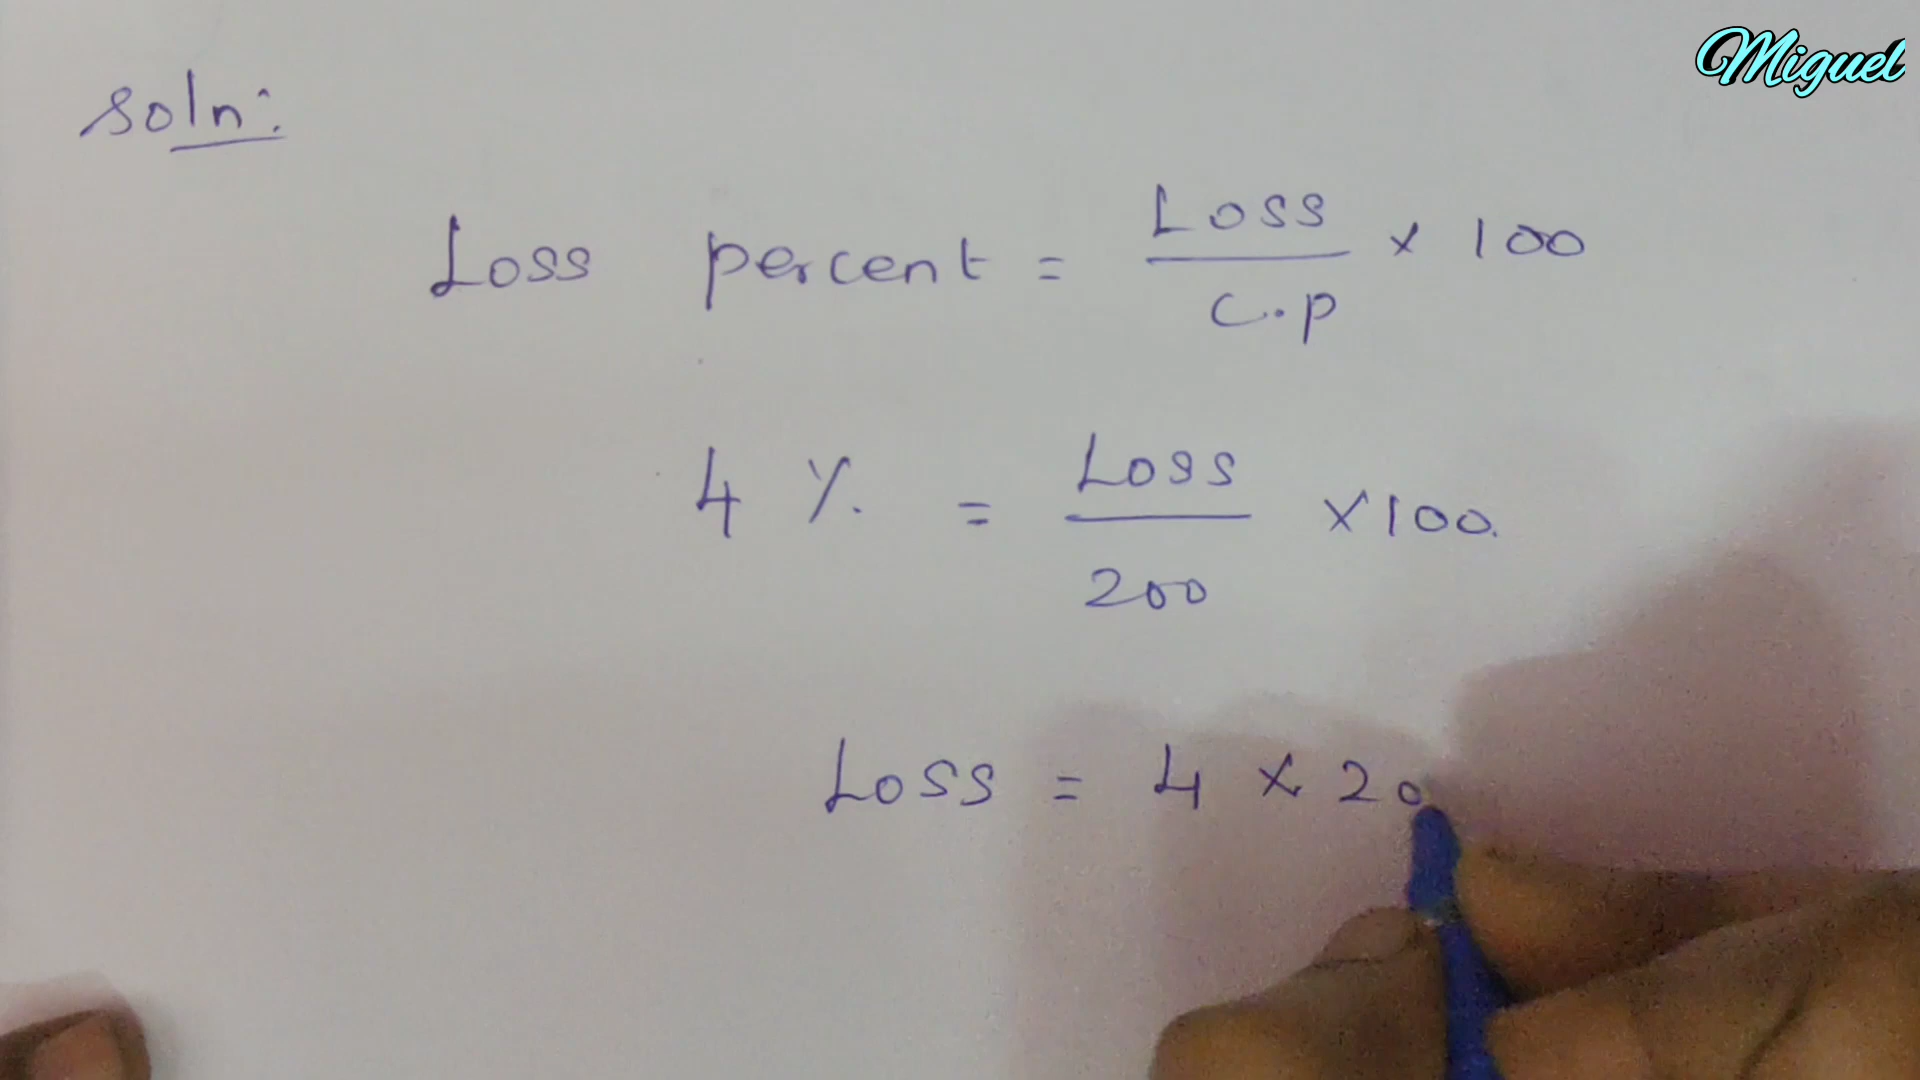 Miguel
Soln:
Loss percent = Loss / C.P × 100
4 % = Loss / 200 × 100.
Loss = 4 × 20